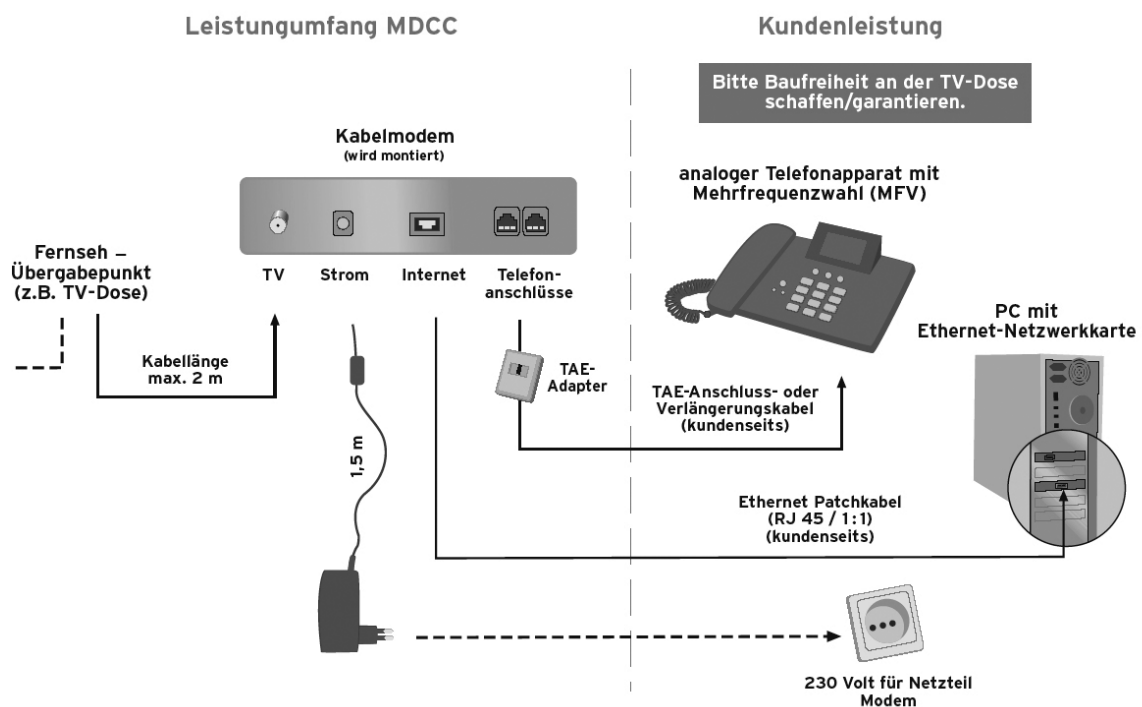 Leistungumfang MDCC
Kundenleistung
Bitte Baufreiheit an der TV-Dose
schaffen/garantieren.
Kabelmodem
(wird montiert)
analoger Telefonapparat mit
Mehrfrequenzwahl (MFV)
Fernseh –
Übergabepunkt
(z.B. TV-Dose)
TV
Strom
Internet
Telefon-
anschlüsse
PC mit
Ethernet-Netzwerkkarte
Kabellänge
max. 2 m
TAE-
Adapter
TAE-Anschluss- oder
Verlängerungskabel
(kundenseits)
1,5 m
Ethernet Patchkabel
(RJ 45 / 1:1)
(kundenseits)
230 Volt für Netzteil
Modem